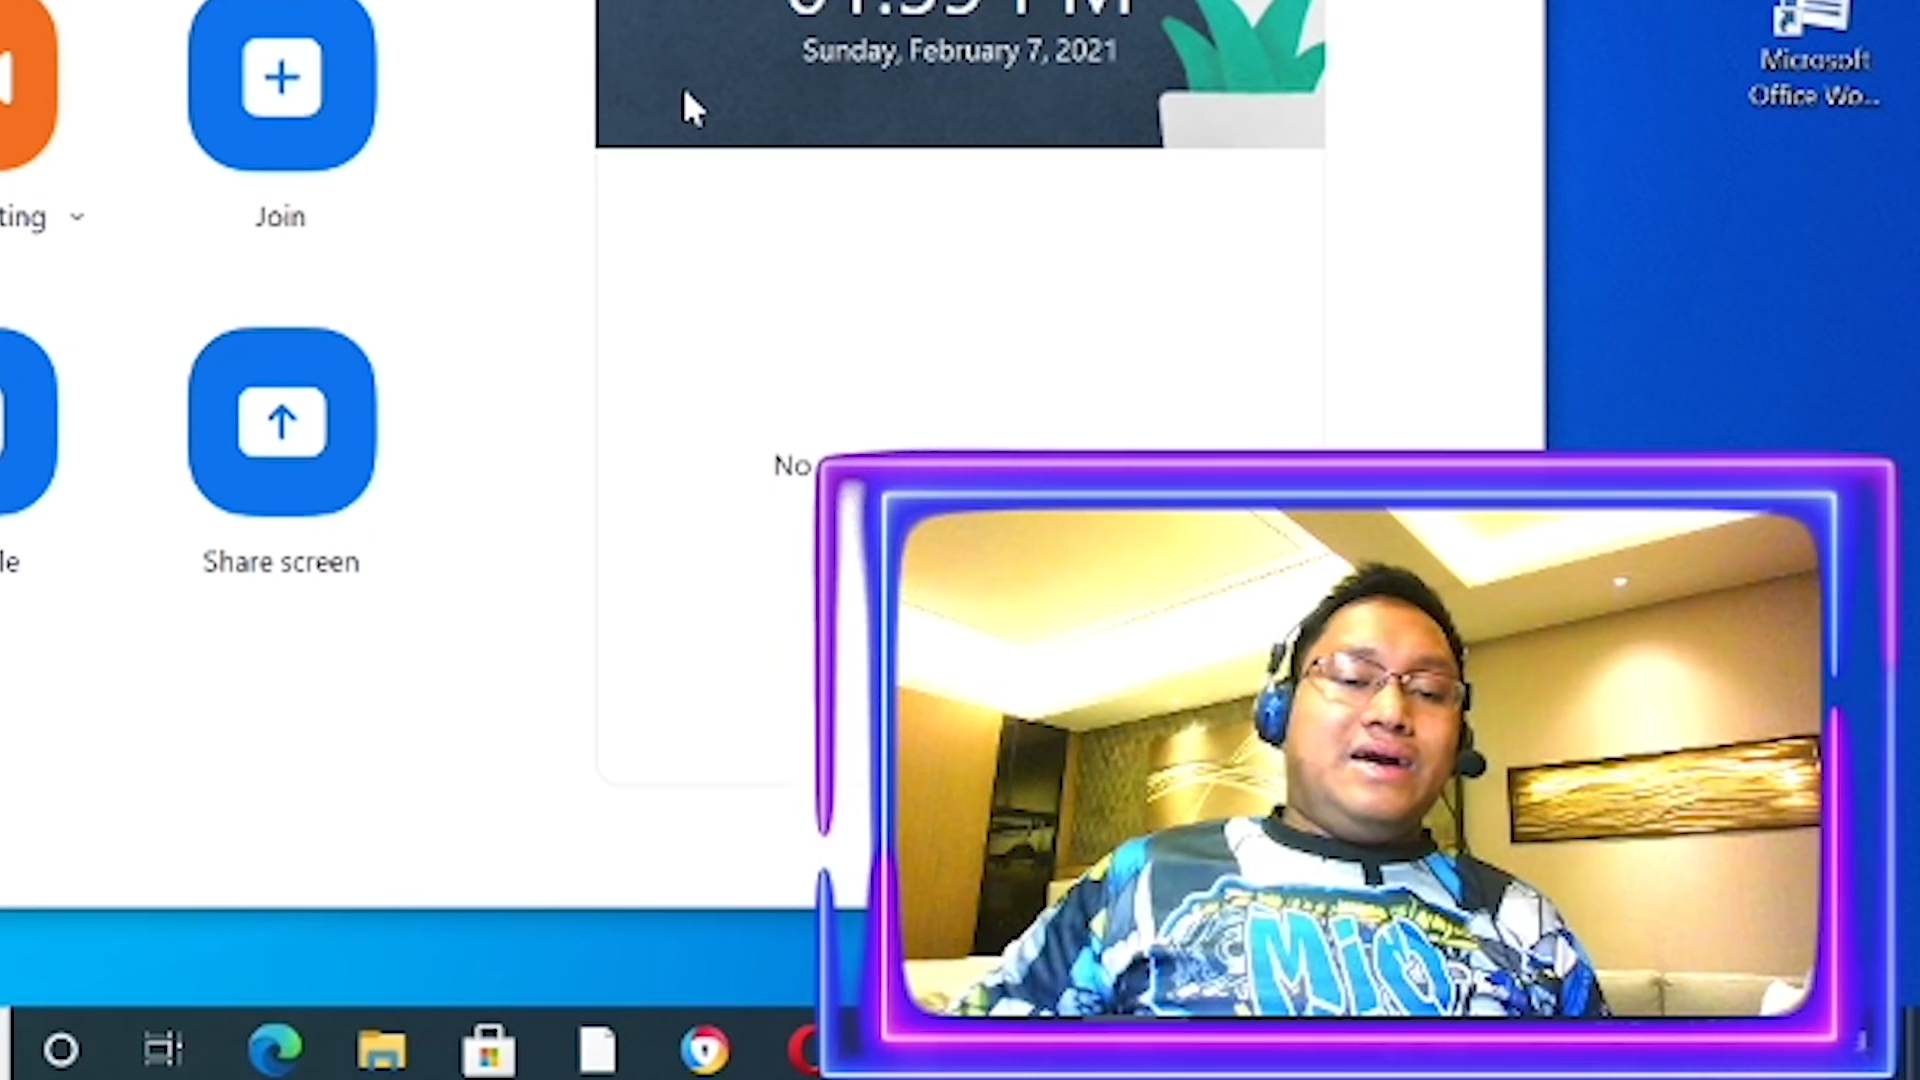 Sunday, February 7, 2021
Microsoft
Office Wo...
ting
Join
No
le
Share screen
MiO